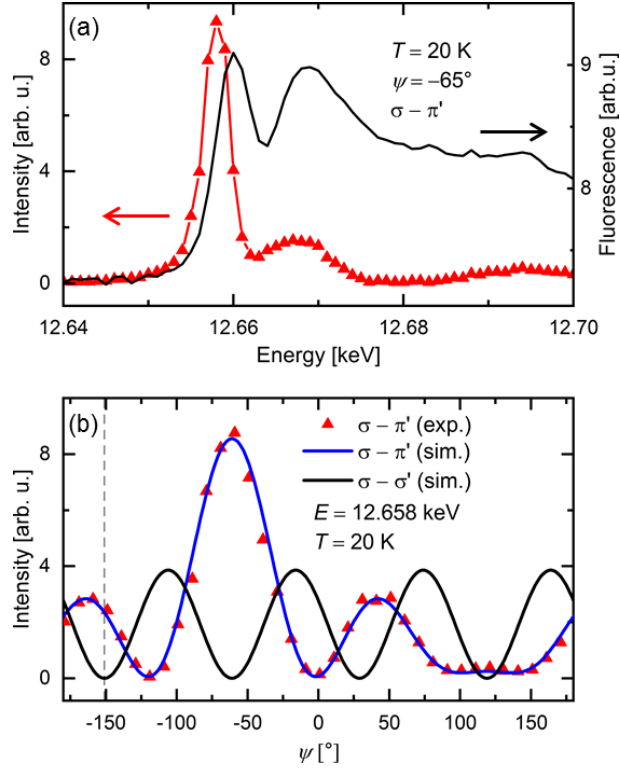 (a)
8
4
0
Intensity [arb. u.]
T = 20 K
ψ = −65°
σ − π'
9
8
Fluorescence [arb.u.]
12.64 12.66 12.68 12.70
Energy [keV]
(b)
8
4
0
Intensity [arb. u.]
σ − π' (exp.)
σ − π' (sim.)
σ − σ' (sim.)
E = 12.658 keV
T = 20 K
-150 -100 -50 0 50 100 150
ψ [°]